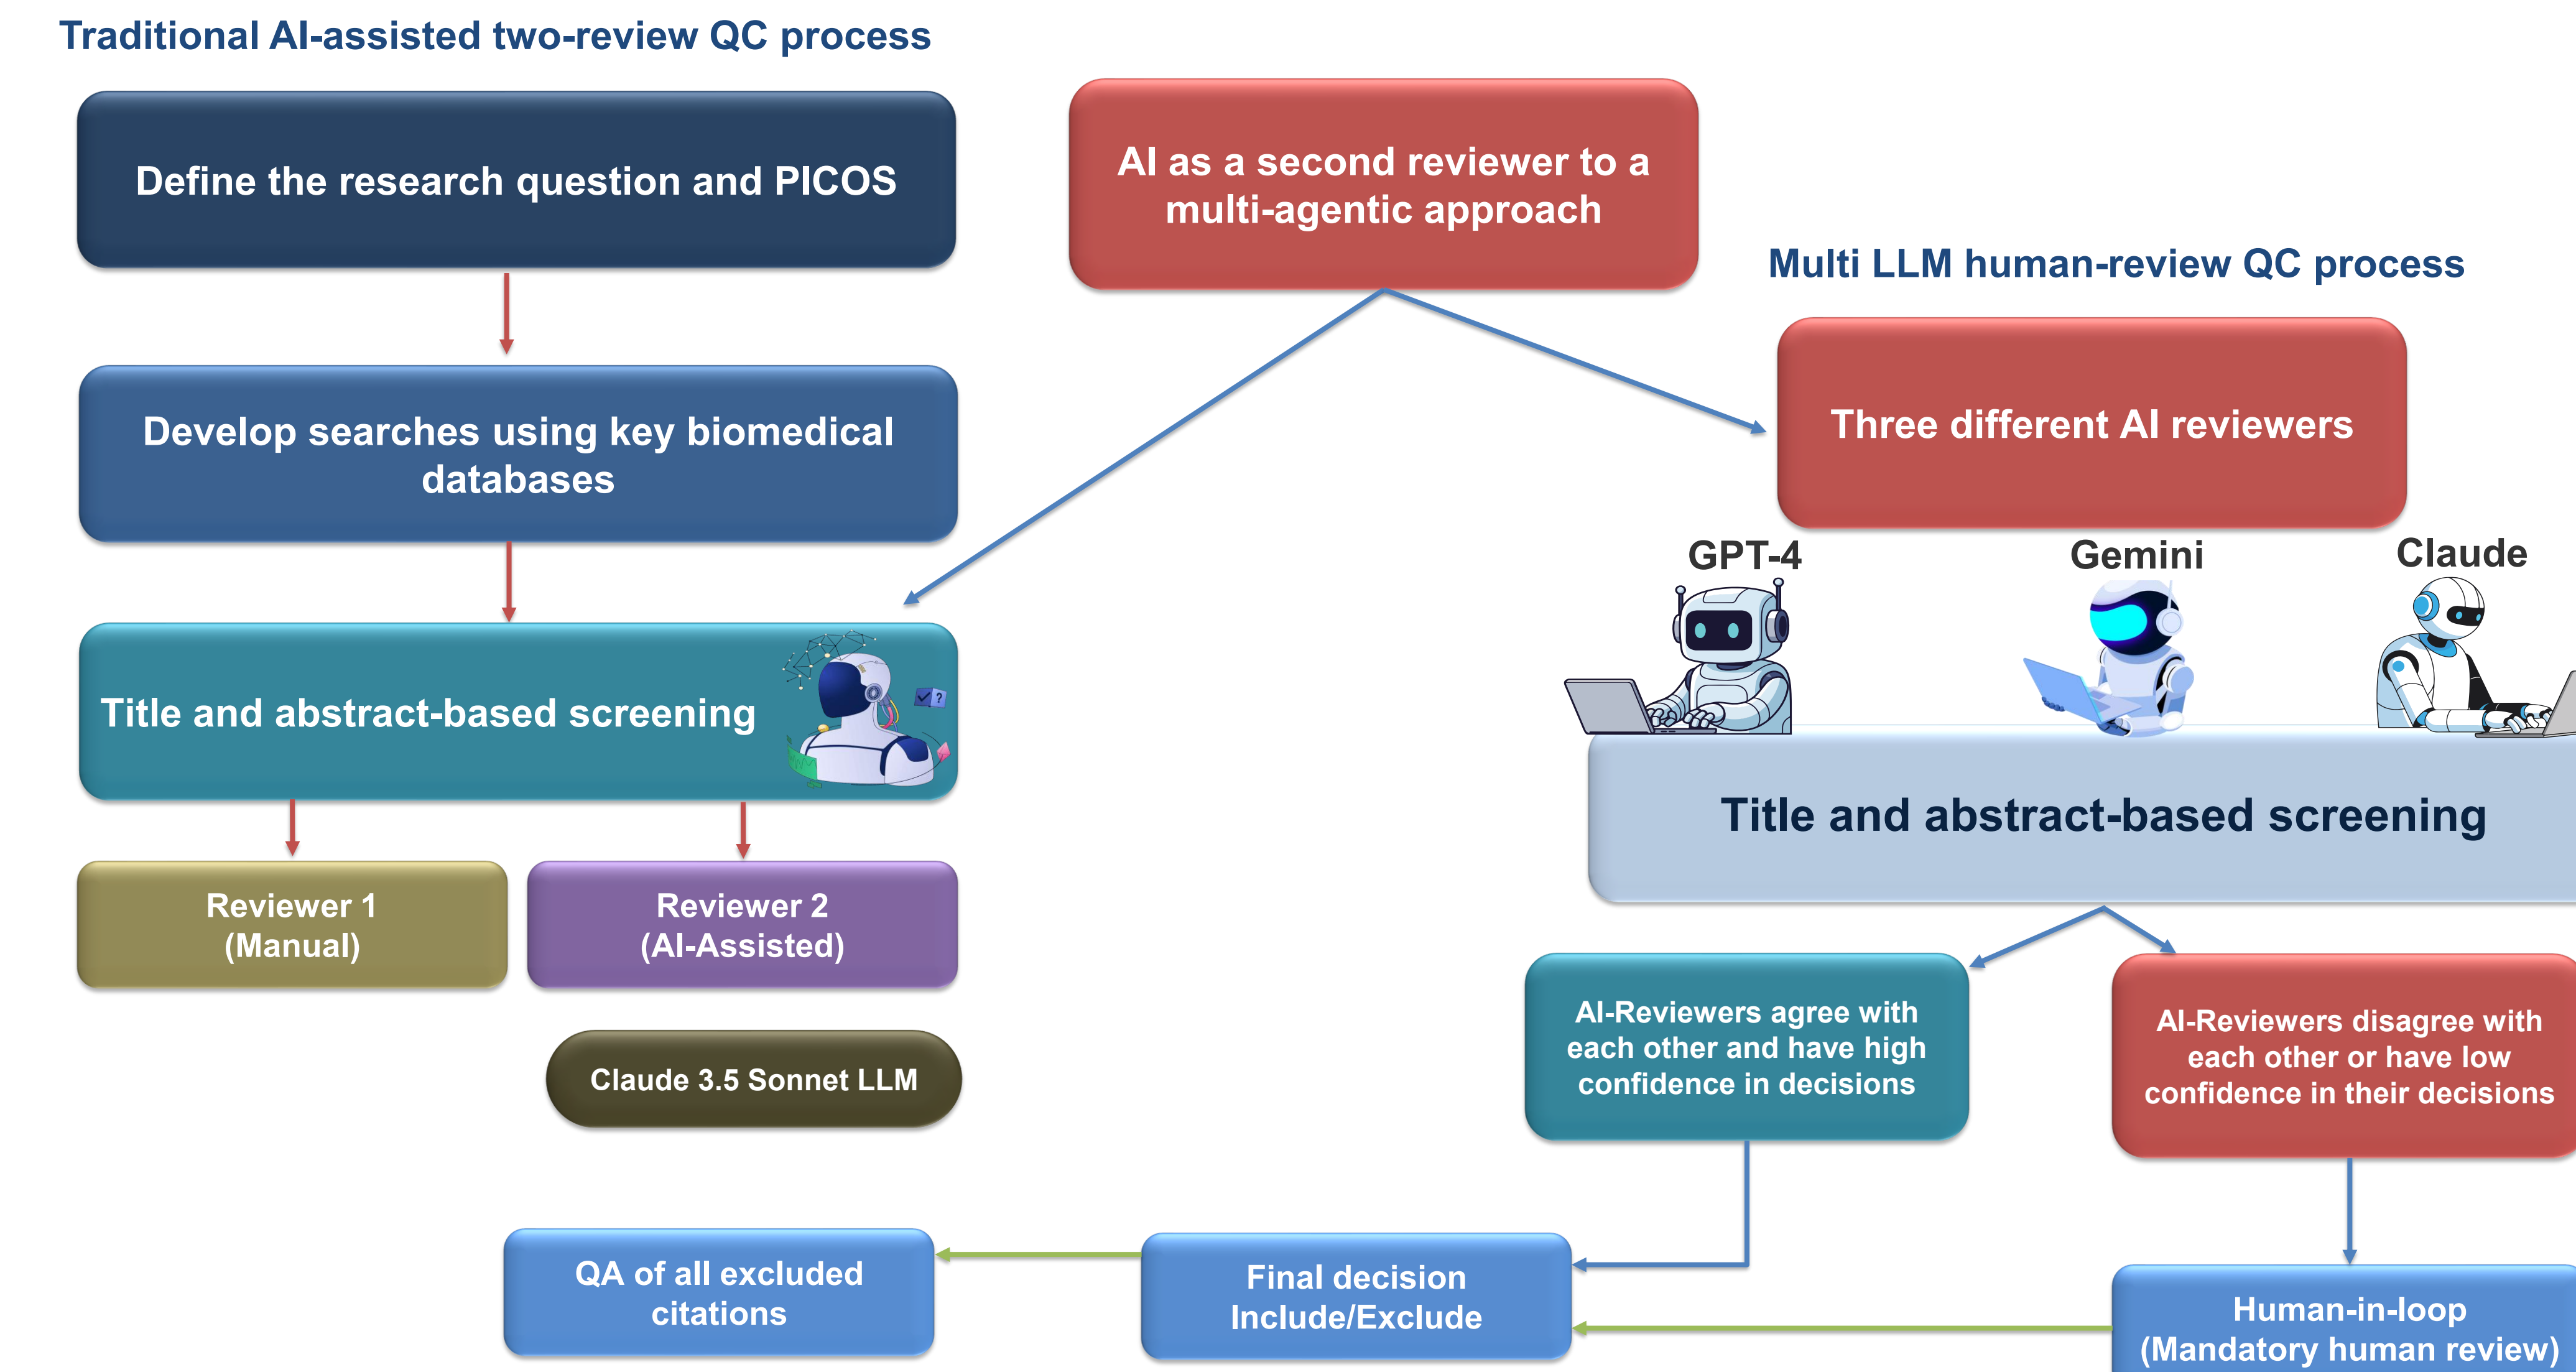 Traditional AI-assisted two-review QC process
Define the research question and PICOS
Develop searches using key biomedical
databases
Title and abstract-based screening
Reviewer 1
(Manual)
Reviewer 2
(AI-Assisted)
Claude 3.5 Sonnet LLM
AI as a second reviewer to a
multi-agentic approach
Multi LLM human-review QC process
Three different AI reviewers
GPT-4
Gemini
Claude
Title and abstract-based screening
AI-Reviewers agree with
each other and have high
confidence in decisions
AI-Reviewers disagree with
each other or have low
confidence in their decisions
Human-in-loop
(Mandatory human review)
Final decision
Include/Exclude
QA of all excluded
citations